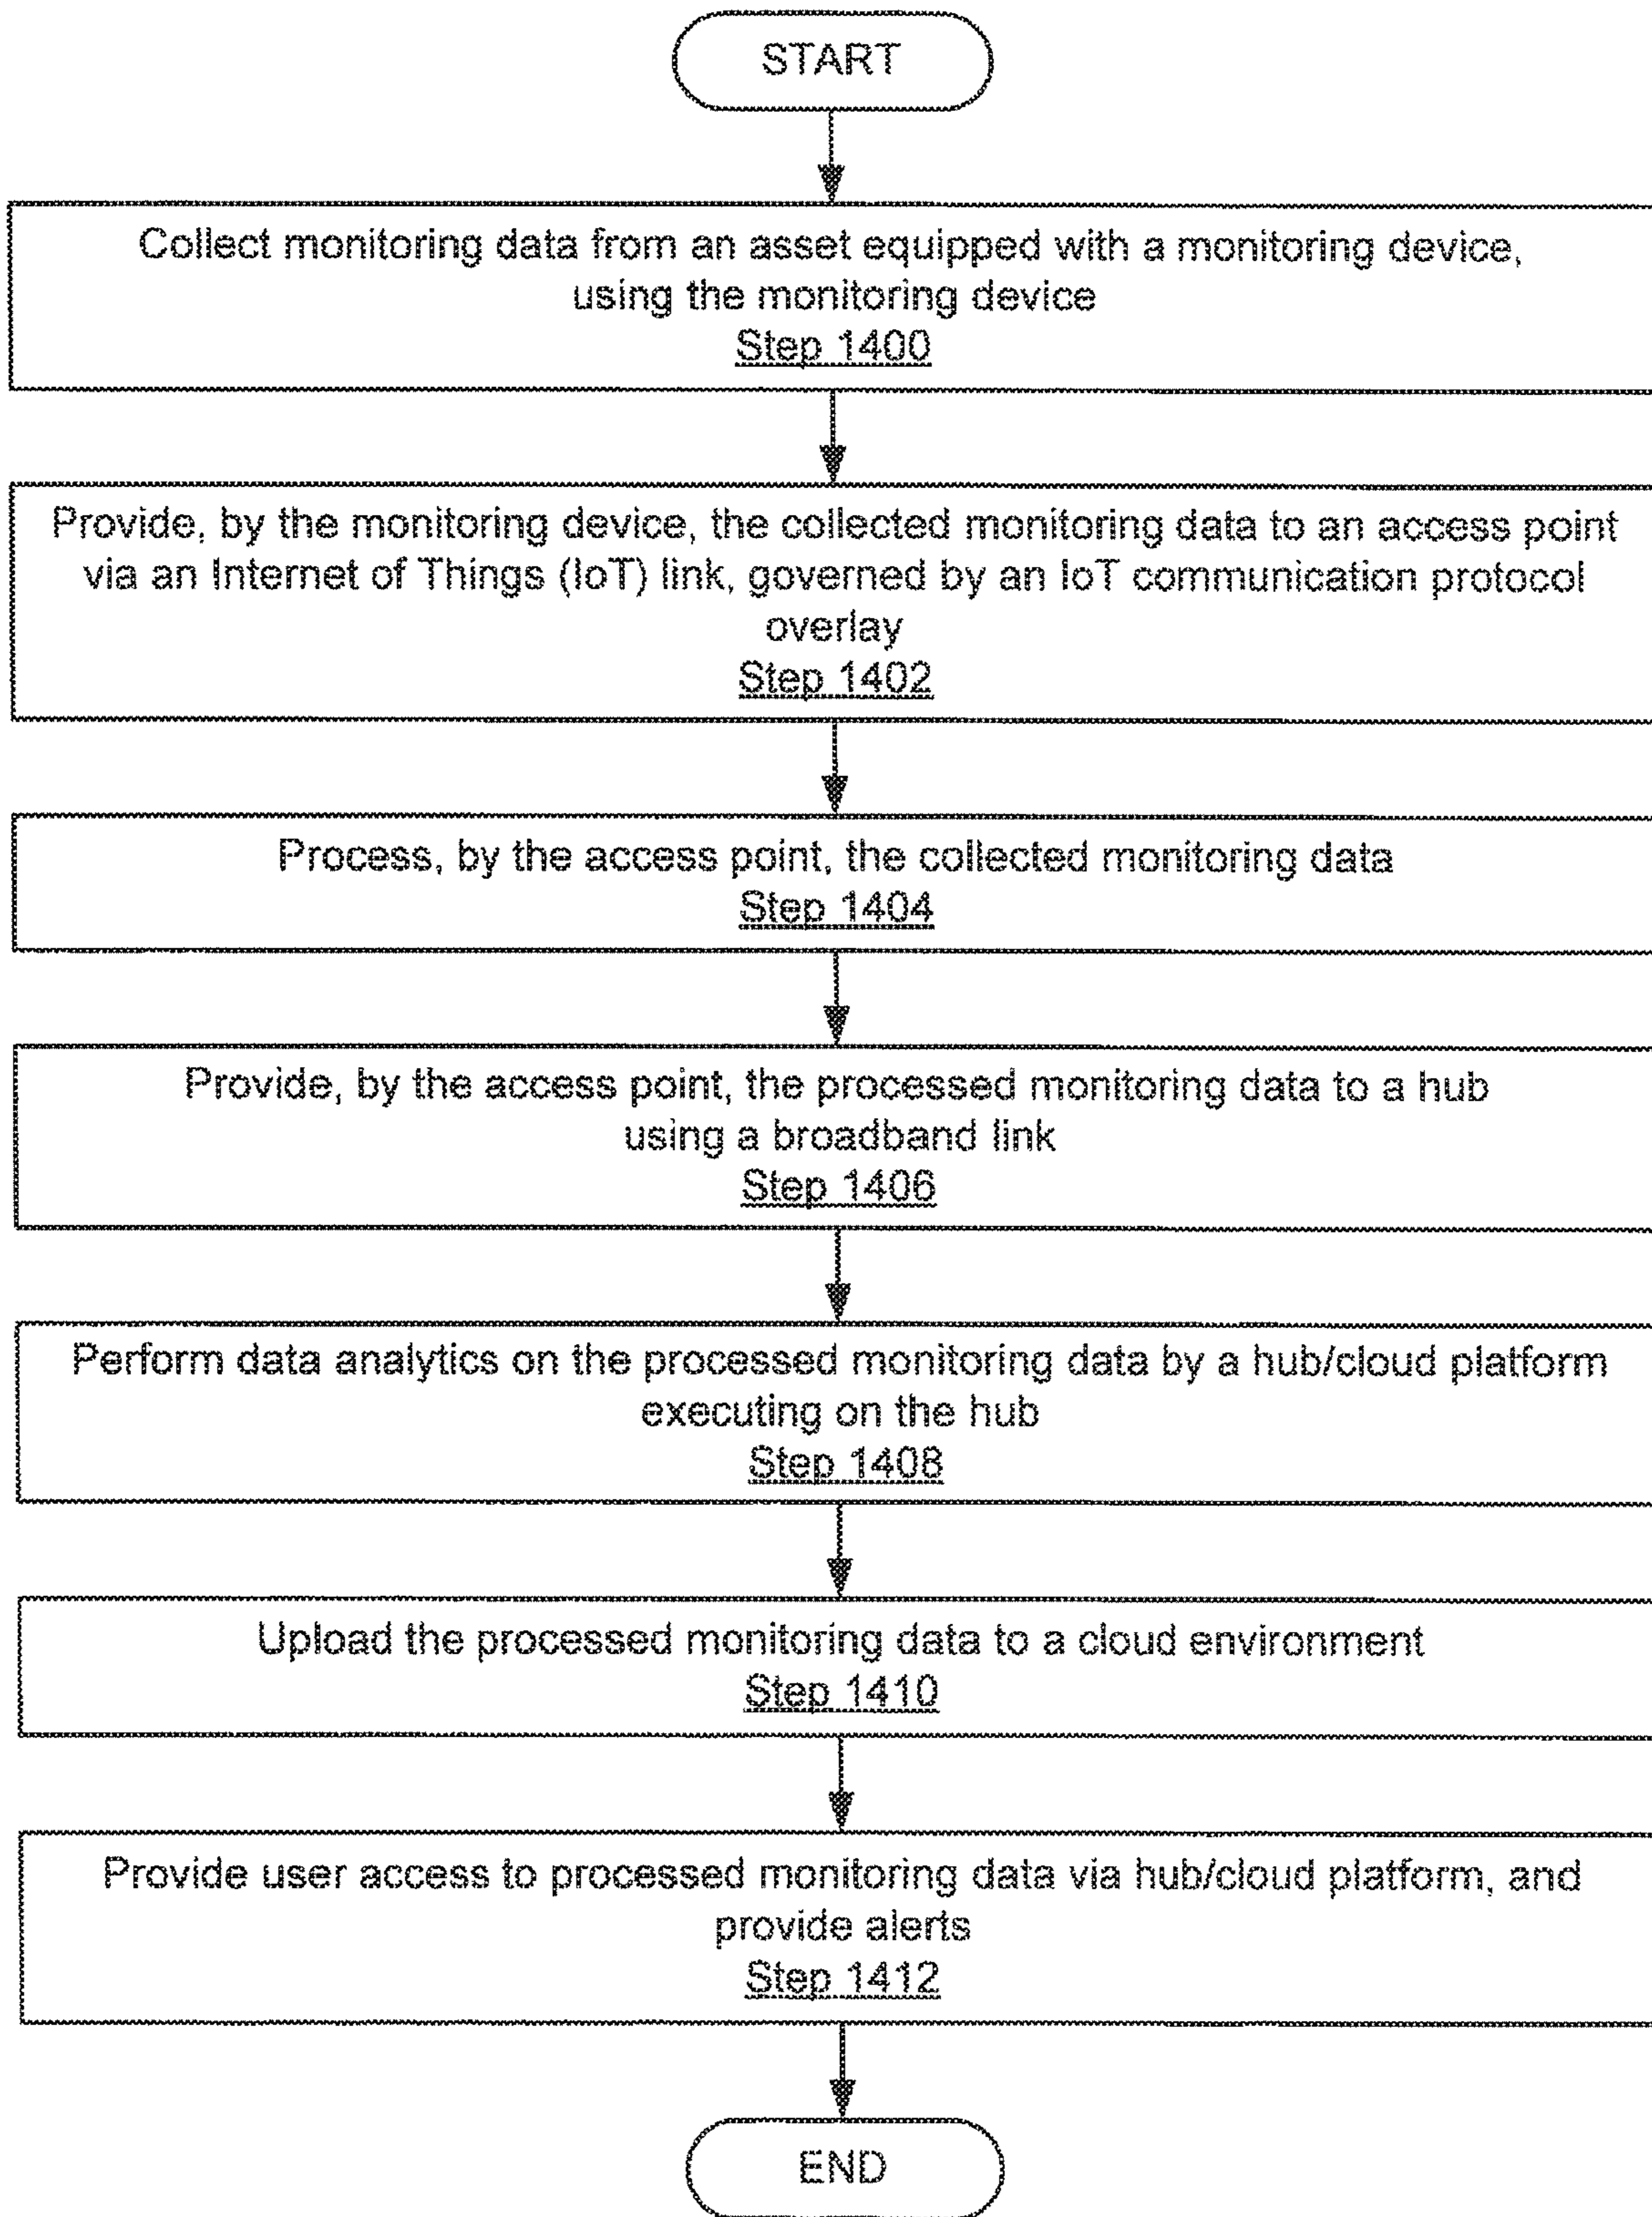 START
Collect monitoring data from an asset equipped with a monitoring device,
using the monitoring device
Step 1400
Provide, by the monitoring device, the collected monitoring data to an access point
via an Internet of Things (IoT) link, governed by an IoT communication protocol
overlay
Step 1402
Process, by the access point, the collected monitoring data
Step 1404
Provide, by the access point, the processed monitoring data to a hub
using a broadband link
Step 1406
Perform data analytics on the processed monitoring data by a hub/cloud platform
executing on the hub
Step 1408
Upload the processed monitoring data to a cloud environment
Step 1410
Provide user access to processed monitoring data via hub/cloud platform, and
provide alerts
Step 1412
END